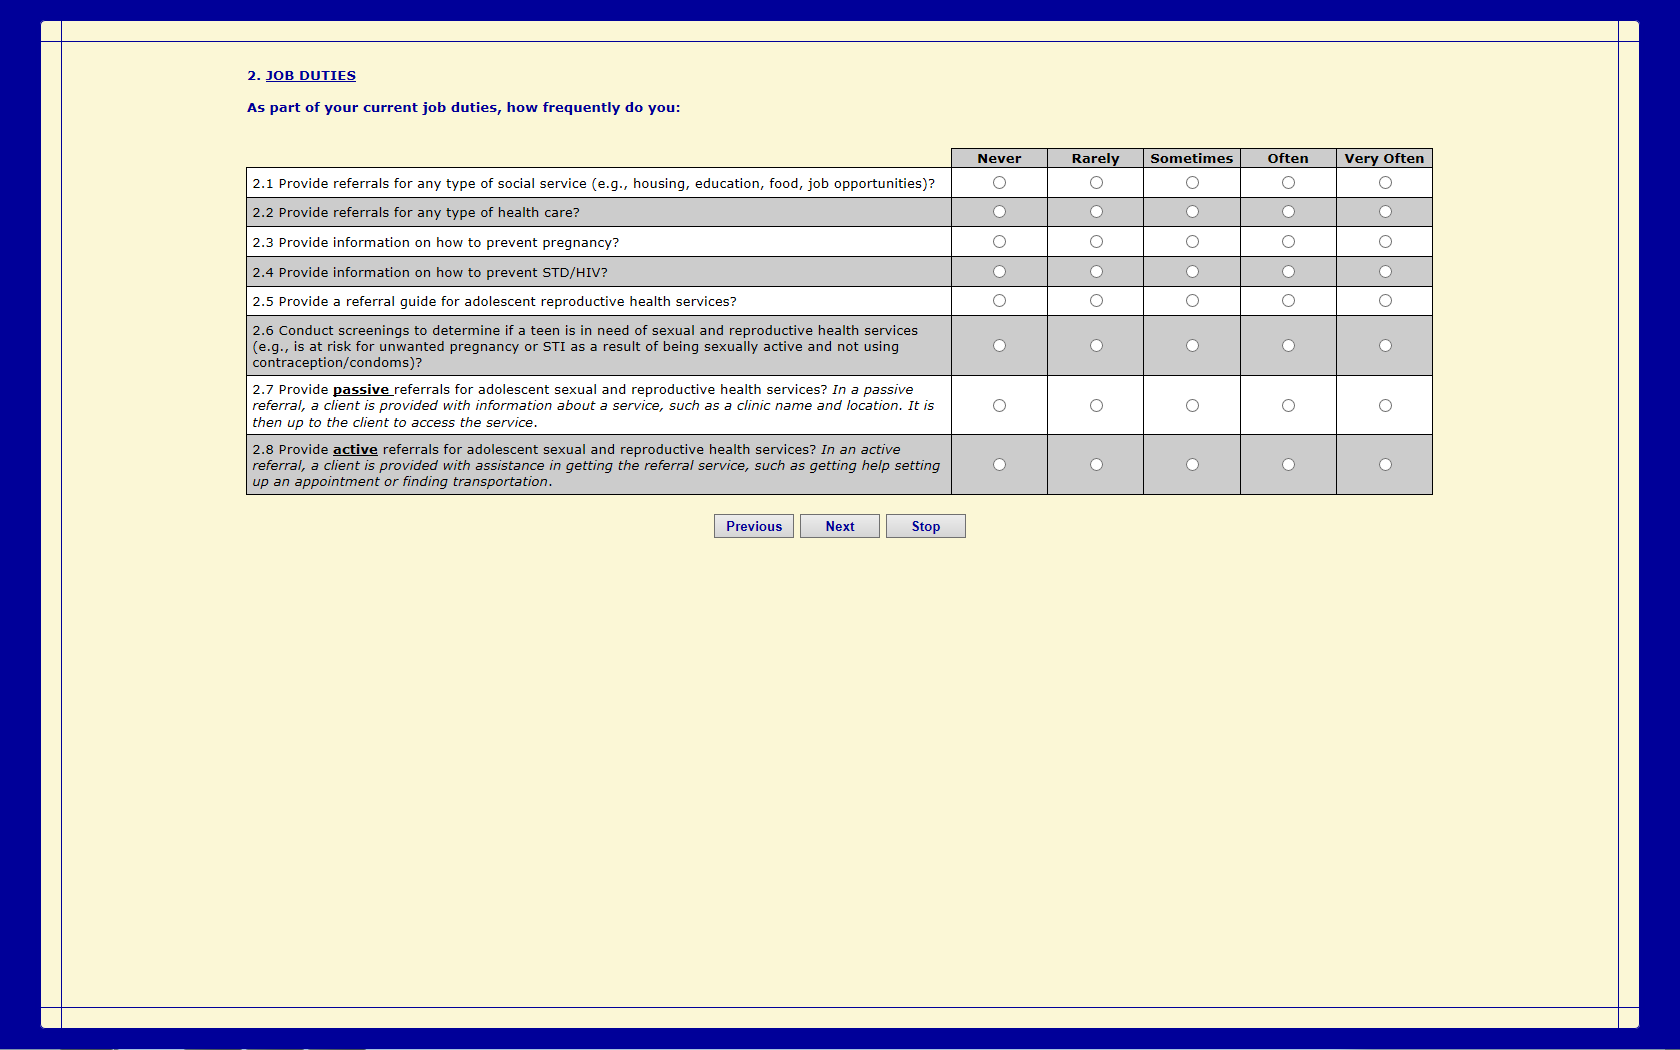 2. JOB DUTIES
As part of your current job duties, how frequently do you:
Never Rarely Sometimes Often Very Often
2.1 Provide referrals for any type of social service (e.g., housing, education, food, job opportunities)?
2.2 Provide referrals for any type of health care?
2.3 Provide information on how to prevent pregnancy?
2.4 Provide information on how to prevent STD/HIV?
2.5 Provide a referral guide for adolescent reproductive health services?
2.6 Conduct screenings to determine if a teen is in need of sexual and reproductive health services
(e.g., is at risk for unwanted pregnancy or STI as a result of being sexually active and not using
contraception/condoms)?
2.7 Provide passive referrals for adolescent sexual and reproductive health services? In a passive
referral, a client is provided with information about a service, such as a clinic name and location. It is
then up to the client to access the service.
2.8 Provide active referrals for adolescent sexual and reproductive health services? In an active
referral, a client is provided with assistance in getting the referral service, such as getting help setting
up an appointment or finding transportation.
Previous Next Stop